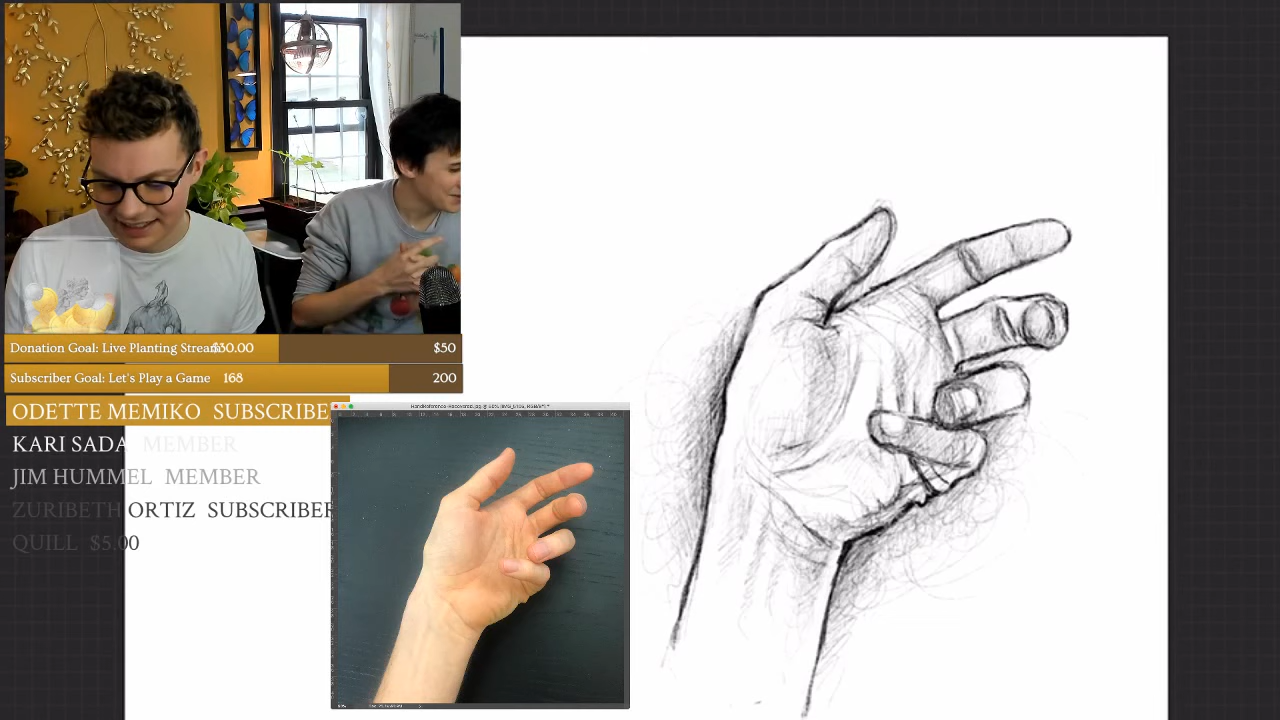 Donation Goal: Live Planting Stream $30.00 $50
Subscriber Goal: Let's Play a Game 168 200
ODETTE MEMIKO SUBSCRIBE
KARI SADA MEMBER
JIM HUMMEL MEMBER
ZURIBETH ORTIZ SUBSCRIBER
QUILL $5.00